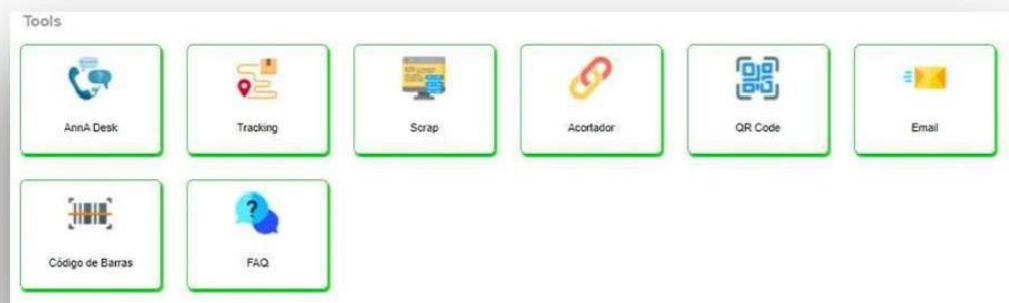 Tools
AnnA Desk
Tracking
Scrap
Acortador
QR Code
Email
Código de Barras
FAQ